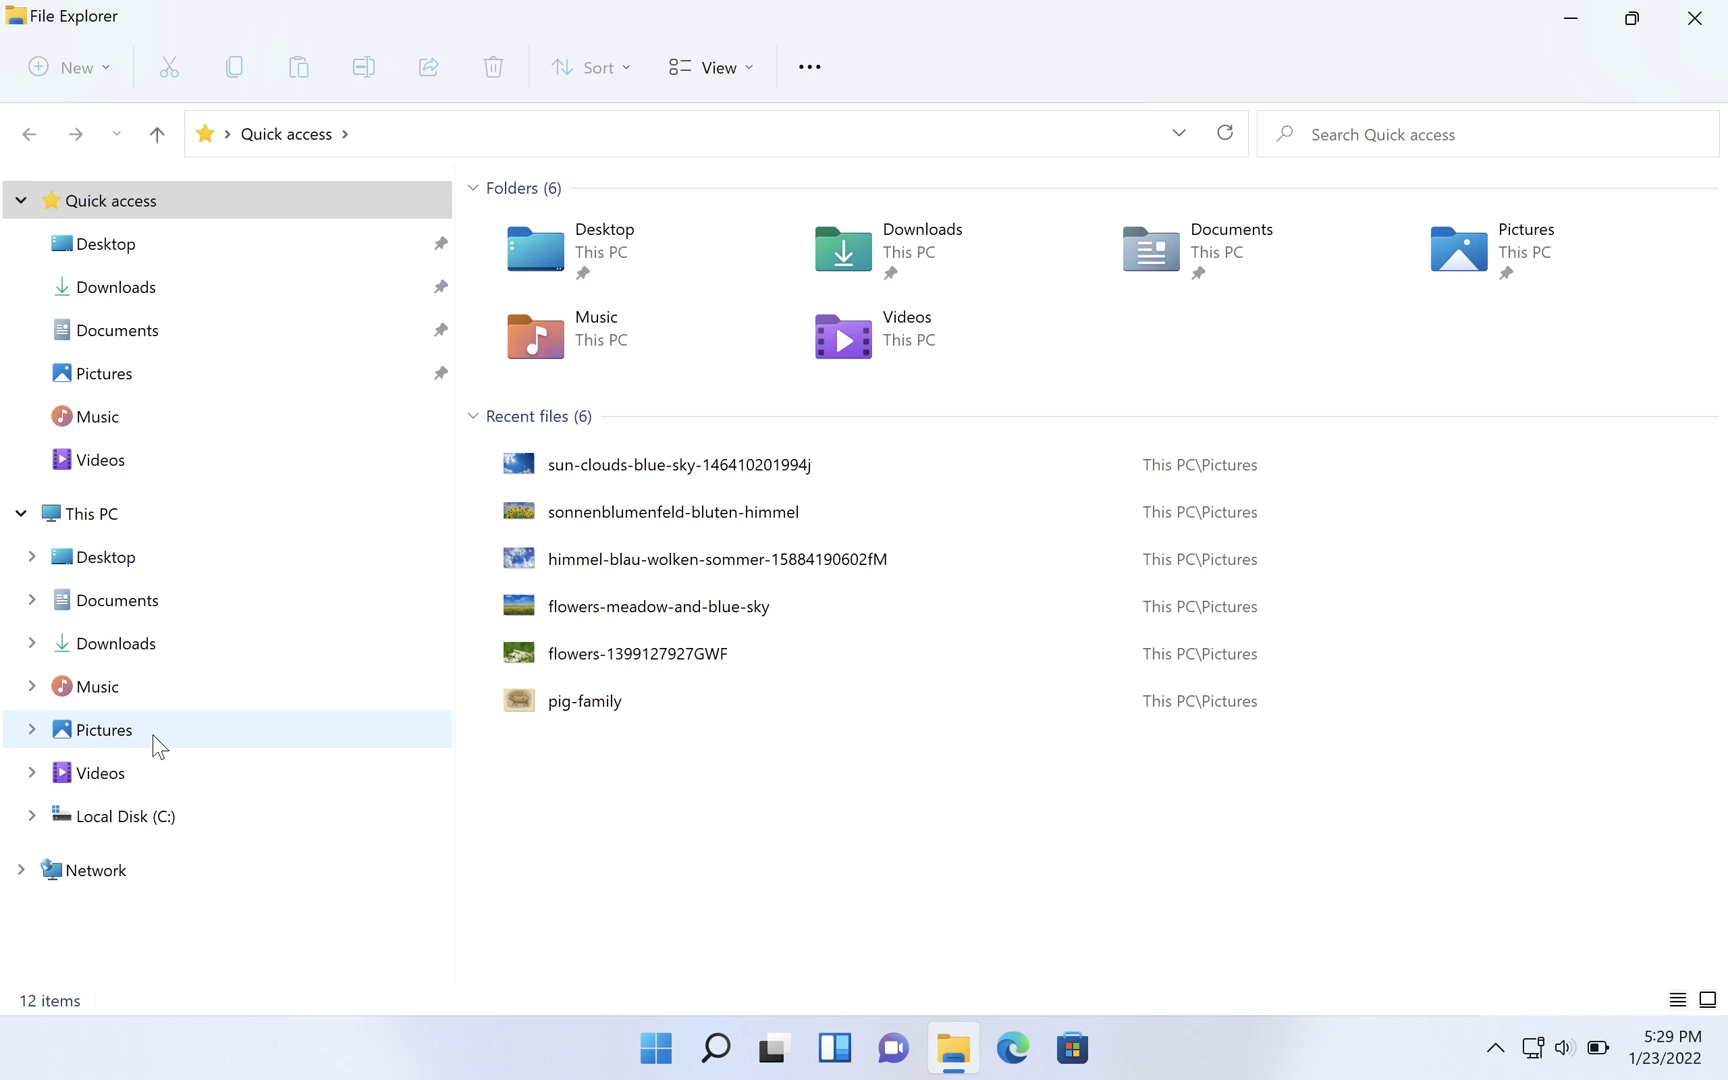 File Explorer
New
Sort
View
Quick access
Search Quick access
Quick access
Desktop
Downloads
Documents
Pictures
Music
Videos
This PC
Desktop
Documents
Downloads
Music
Pictures
Videos
Local Disk (C:)
Network
Folders (6)
Desktop
This PC
Downloads
This PC
Documents
This PC
Pictures
This PC
Music
This PC
Videos
This PC
Recent files (6)
sun-clouds-blue-sky-146410201994j This PC\Pictures
sonnenblumenfeld-bluten-himmel This PC\Pictures
himmel-blau-wolken-sommer-15884190602fM This PC\Pictures
flowers-meadow-and-blue-sky This PC\Pictures
flowers-1399127927GWF This PC\Pictures
pig-family This PC\Pictures
12 items
5:29 PM
1/23/2022